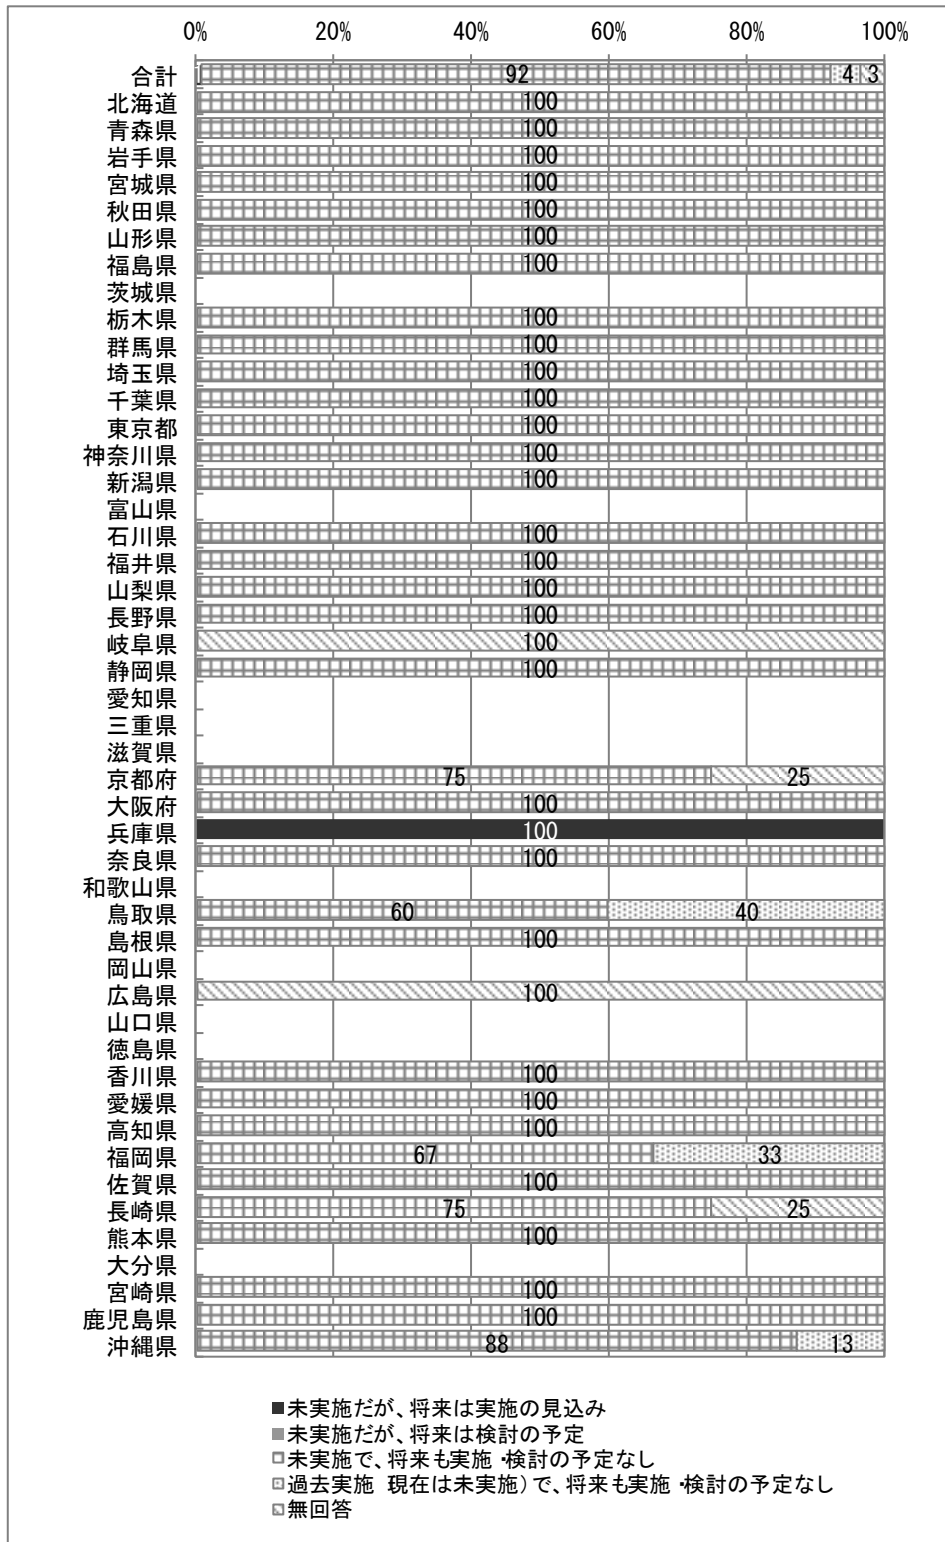 0% 20% 40% 60% 80% 100%
合計 1 92 4 3
北海道 100
青森県 100
岩手県 100
宮城県 100
秋田県 100
山形県 100
福島県 100
茨城県
栃木県 100
群馬県 100
埼玉県 100
千葉県 100
東京都 100
神奈川県 100
新潟県 100
富山県
石川県 100
福井県 100
山梨県 100
長野県 100
岐阜県 100
静岡県 100
愛知県
三重県
滋賀県
京都府 75 25
大阪府 100
兵庫県 100
奈良県 100
和歌山県
鳥取県 60 40
島根県 100
岡山県
広島県 100
山口県
徳島県
香川県 100
愛媛県 100
高知県 100
福岡県 67 33
佐賀県 100
長崎県 75 25
熊本県 100
大分県
宮崎県 100
鹿児島県 100
沖縄県 88 13
未実施だが、将来は実施の見込み
未実施だが、将来は検討の予定
未実施で、将来も実施・検討の予定なし
過去実施 現在は未実施）で、将来も実施・検討の予定なし
無回答